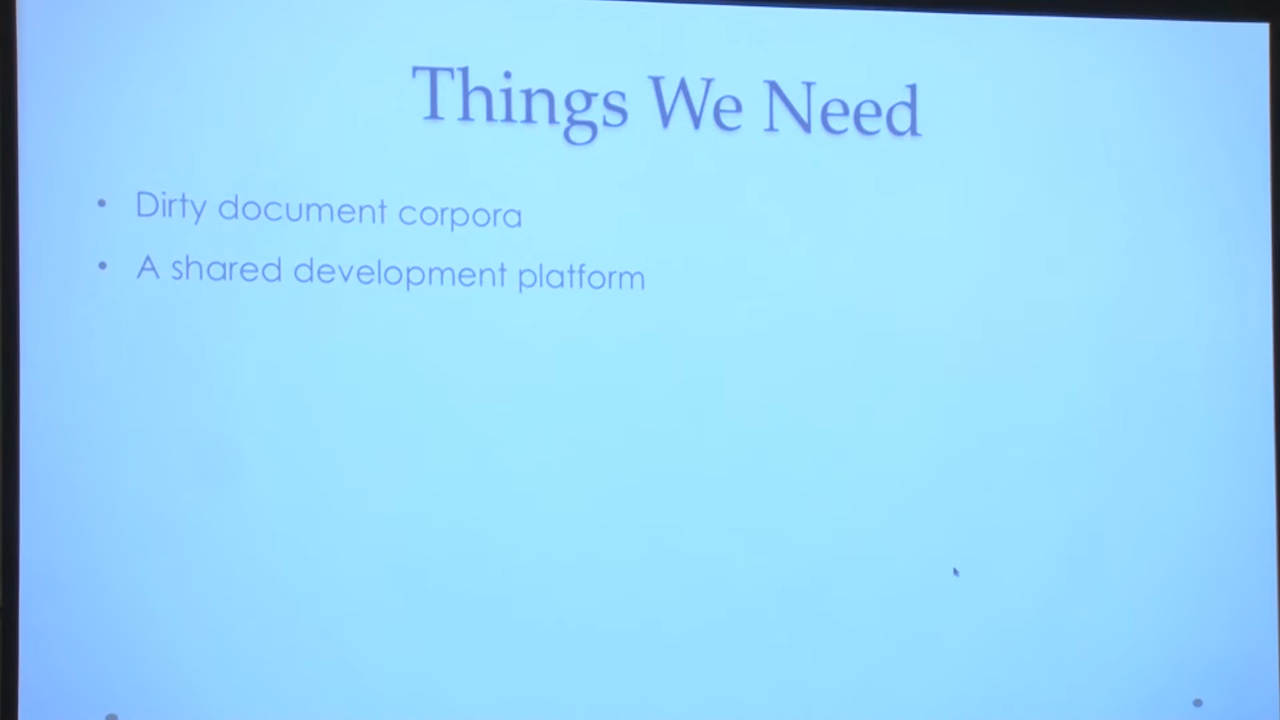 Things We Need
• Dirty document corpora
• A shared development platform